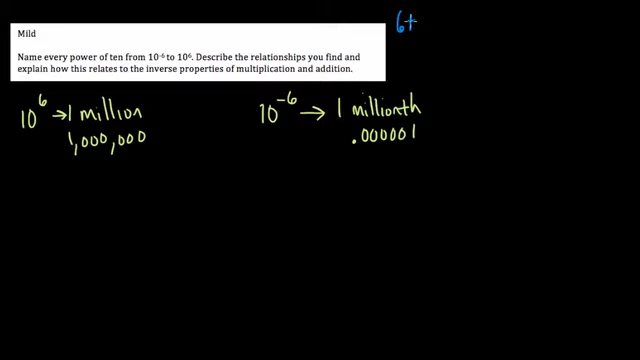 Mild
Name every power of ten from 10⁻⁶ to 10⁶. Describe the relationships you find and
explain how this relates to the inverse properties of multiplication and addition.
6+
10⁶ → 1 million
1,000,000
10⁻⁶ → 1 millionth
.000001